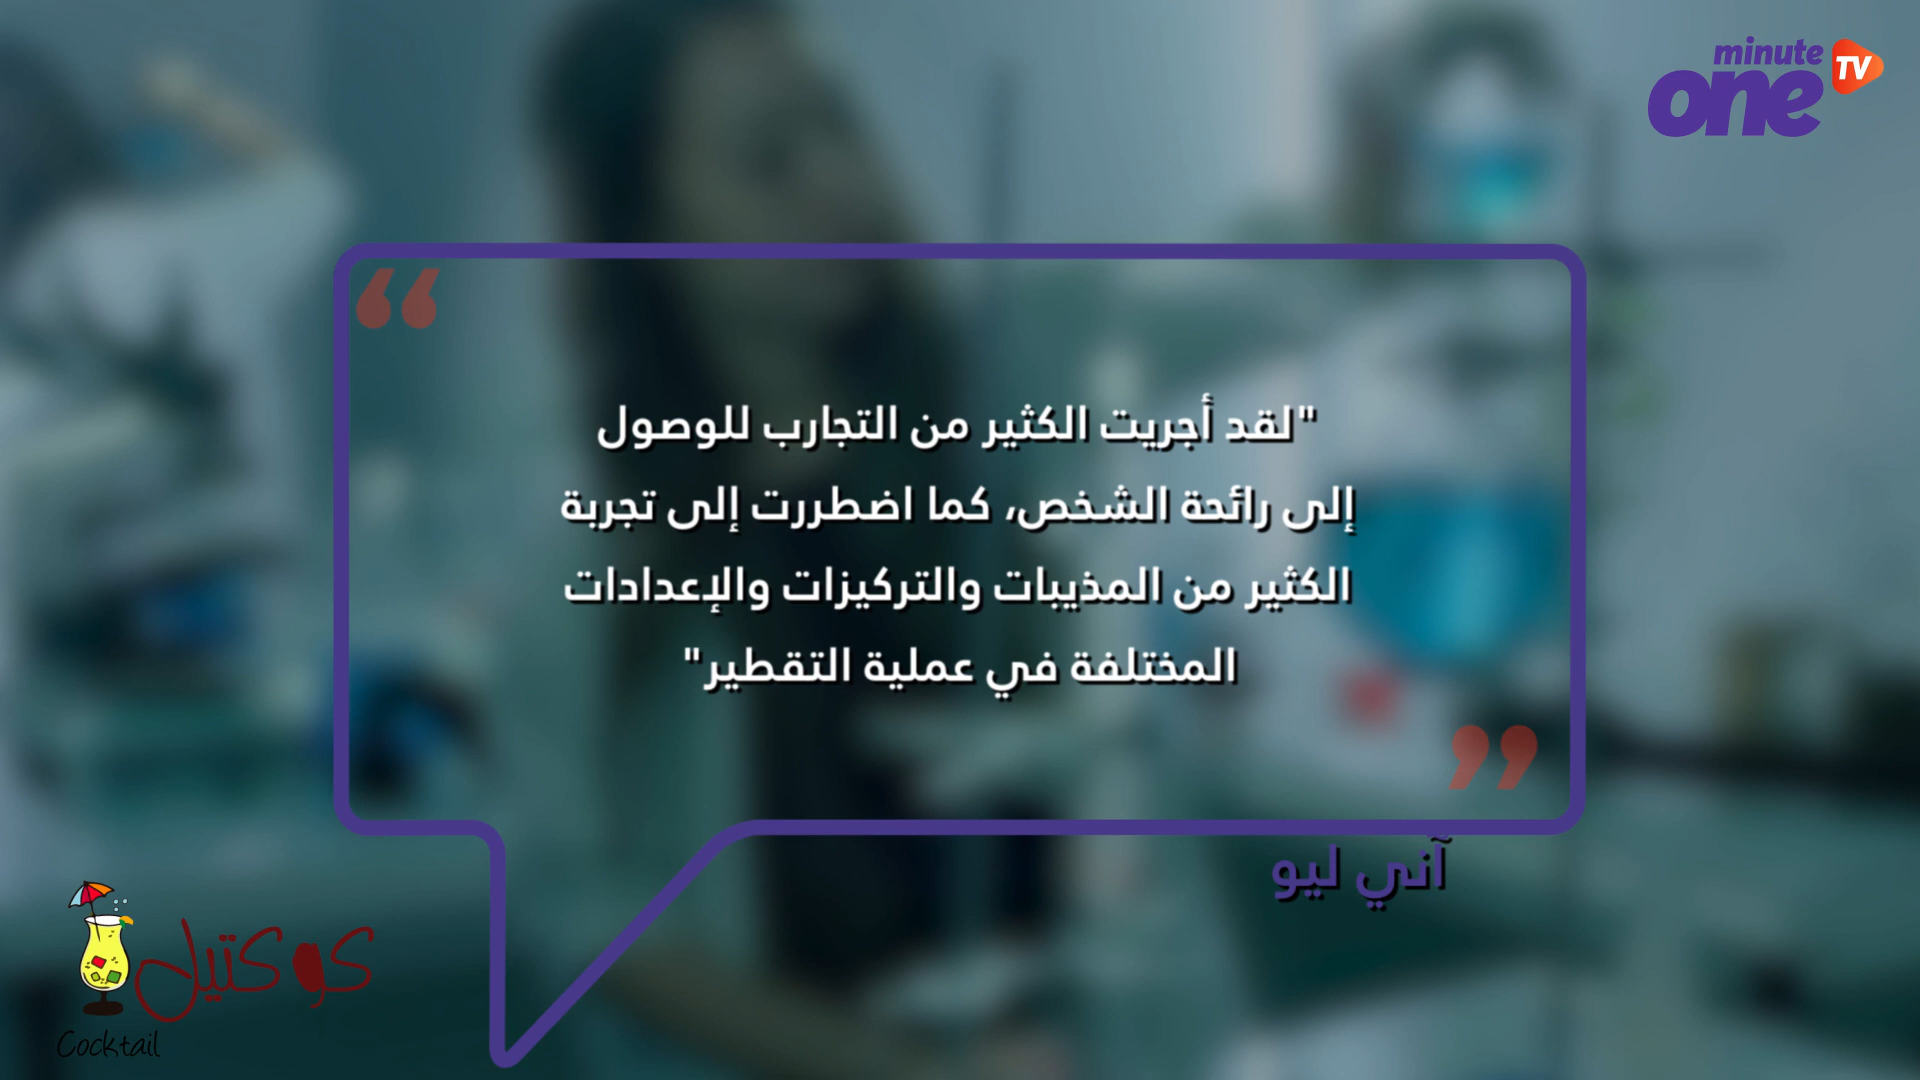 minute
one TV
"لقد أجريت الكثير من التجارب للوصول
إلى رائحة الشخص، كما اضطررت إلى تجربة
الكثير من المذيبات والتركيزات والإعدادات
المختلفة في عملية التقطير"
آني ليو
كوكتيل
Cocktail